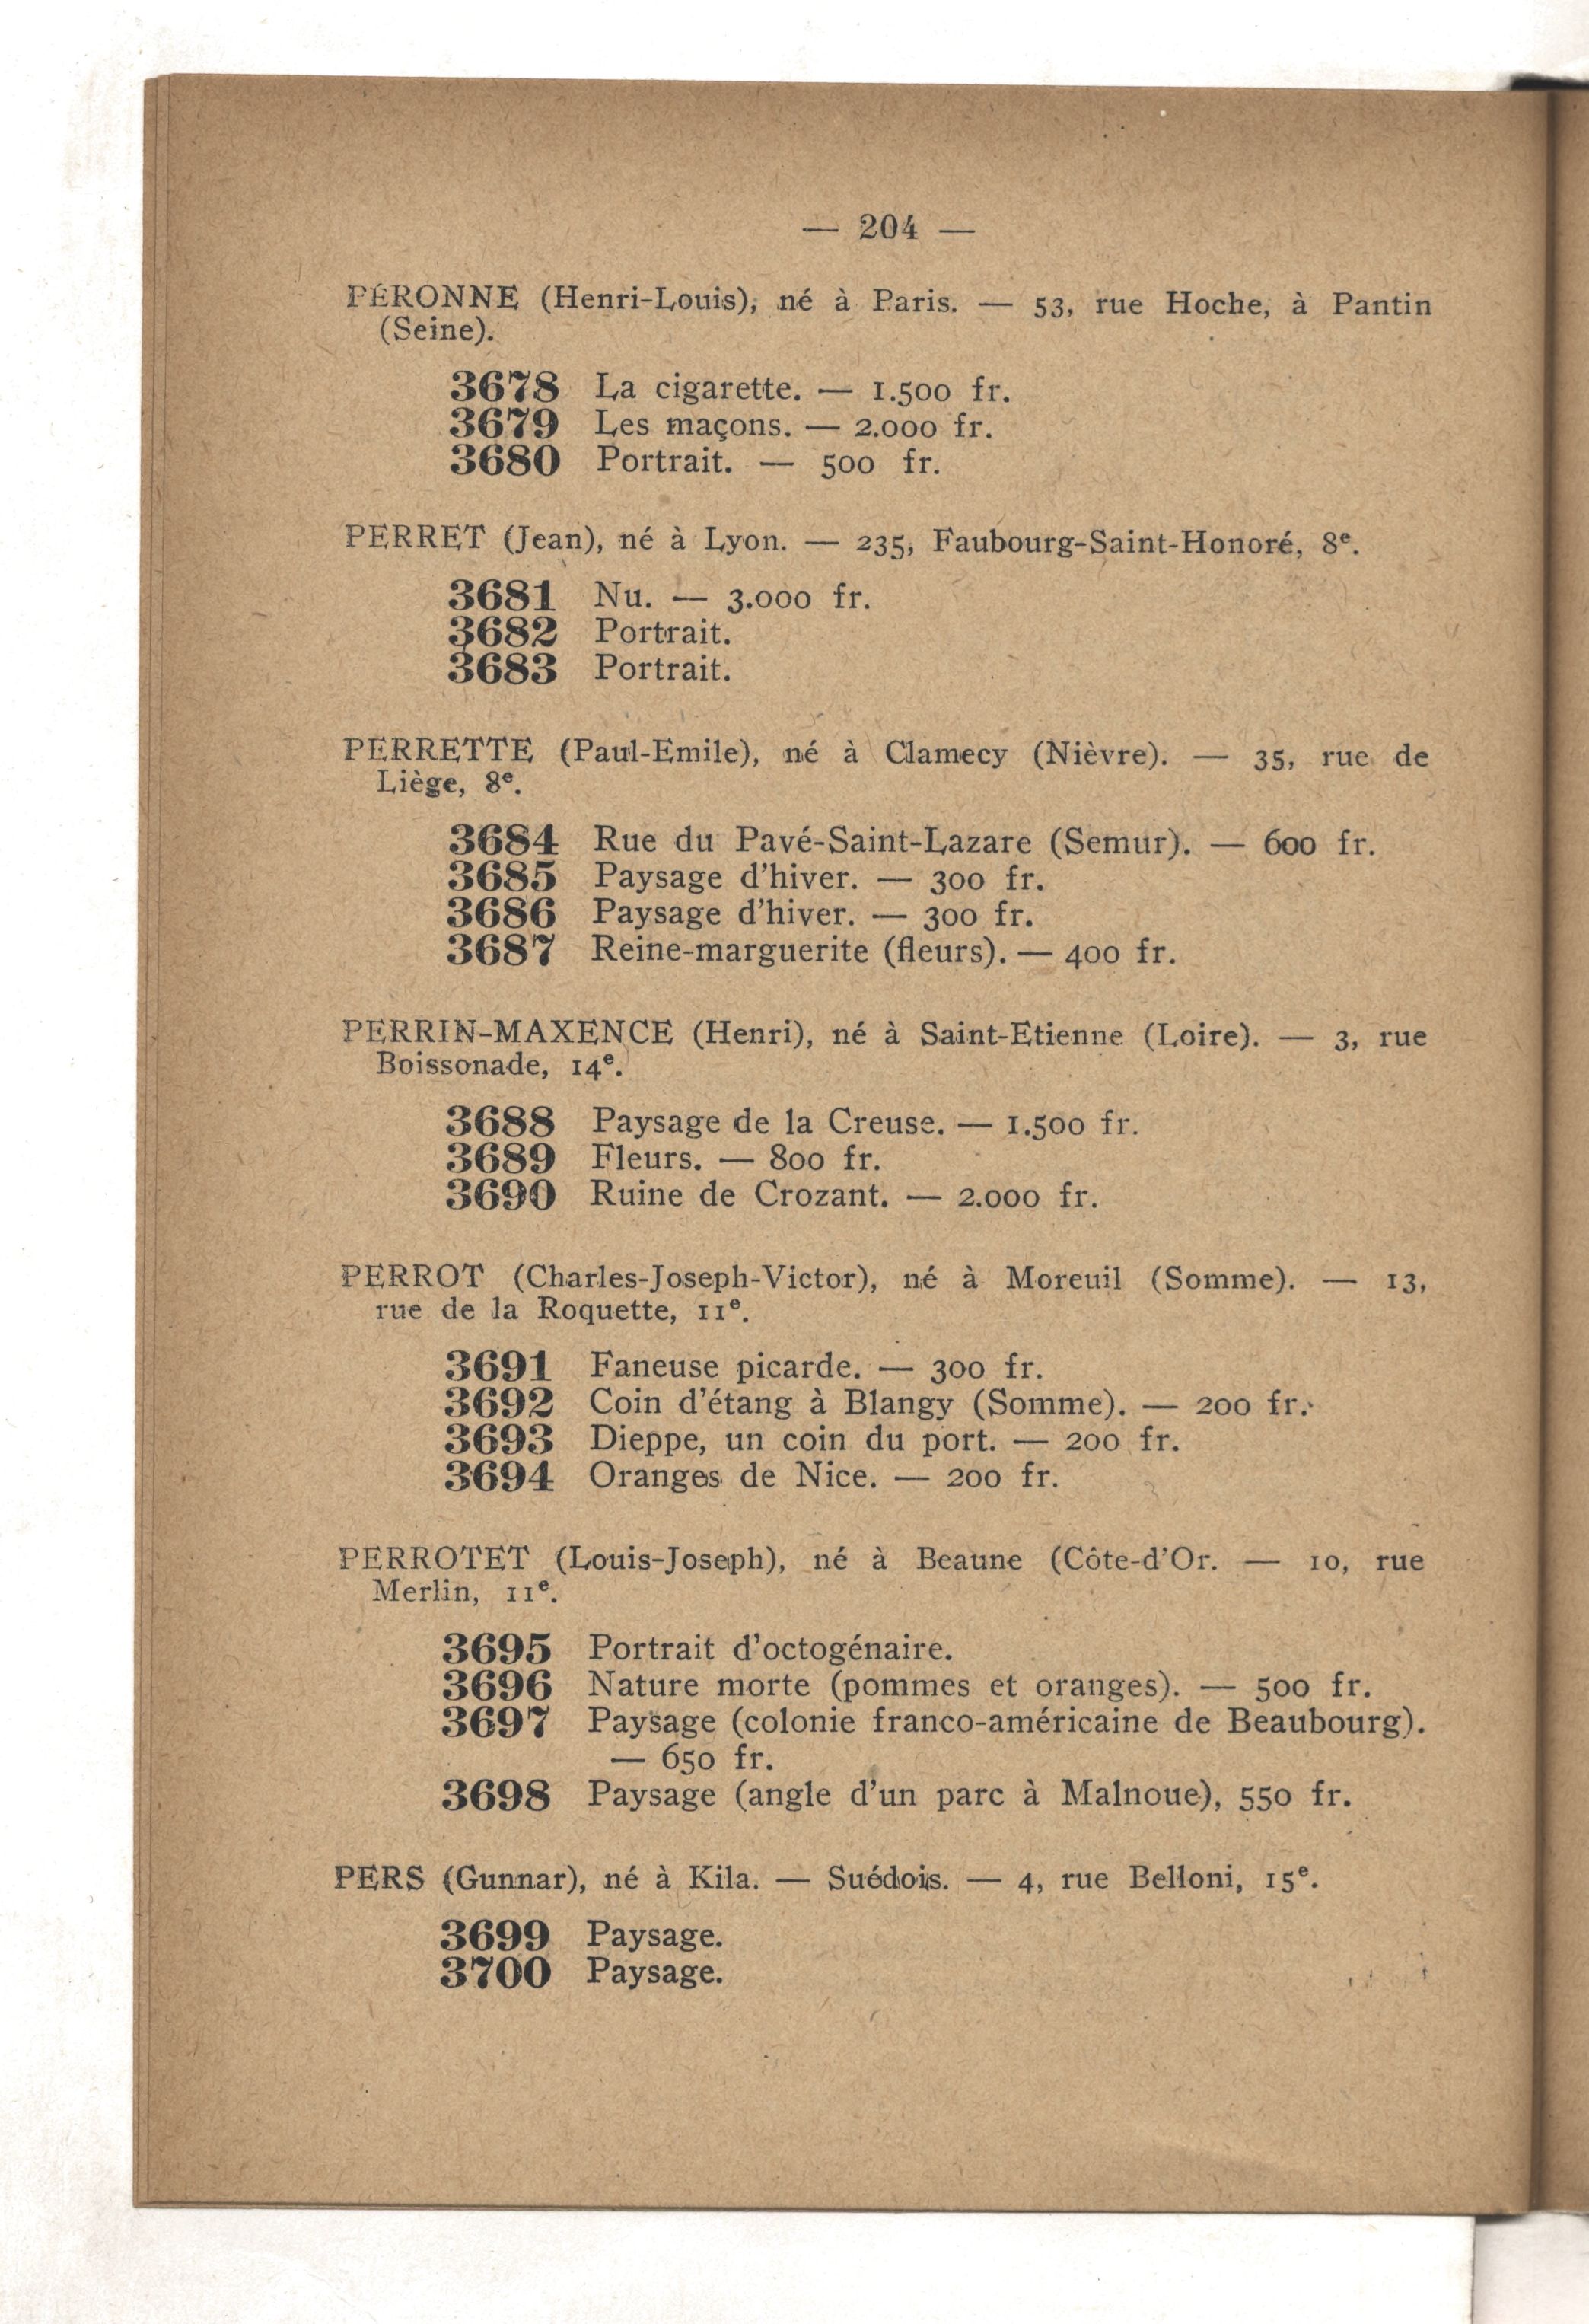 — 204 —
PÉRONNE (Henri-Louis), né à Paris. — 53, rue Hoche, à Pantin
(Seine).
3678 La cigarette. — 1.500 fr.
3679 Les maçons. — 2.000 fr.
3680 Portrait. — 500 fr.
PERRET (Jean), né à Lyon. — 235, Faubourg-Saint-Honoré, 8e.
3681 Nu. — 3.000 fr.
3682 Portrait.
3683 Portrait.
PERRETTE (Paul-Emile), né à Clamecy (Nièvre). — 35, rue de
Liège, 8e.
3684 Rue du Pavé-Saint-Lazare (Semur). — 600 fr.
3685 Paysage d'hiver. — 300 fr.
3686 Paysage d'hiver. — 300 fr.
3687 Reine-marguerite (fleurs). — 400 fr.
PERRIN-MAXENCE (Henri), né à Saint-Etienne (Loire). — 3, rue
Boissonade, 14e.
3688 Paysage de la Creuse. — 1.500 fr.
3689 Fleurs. — 800 fr.
3690 Ruine de Crozant. — 2.000 fr.
PERROT (Charles-Joseph-Victor), né à Moreuil (Somme). — 13,
rue de la Roquette, 11e.
3691 Faneuse picarde. — 300 fr.
3692 Coin d'étang à Blangy (Somme). — 200 fr.
3693 Dieppe, un coin du port. — 200 fr.
3694 Oranges de Nice. — 200 fr.
PERROTET (Louis-Joseph), né à Beaune (Côte-d'Or. — 10, rue
Merlin, 11e.
3695 Portrait d'octogénaire.
3696 Nature morte (pommes et oranges). — 500 fr.
3697 Paysage (colonie franco-américaine de Beaubourg).
— 650 fr.
3698 Paysage (angle d'un parc à Malnoue), 550 fr.
PERS (Gunnar), né à Kila. — Suédois. — 4, rue Belloni, 15e.
3699 Paysage.
3700 Paysage.